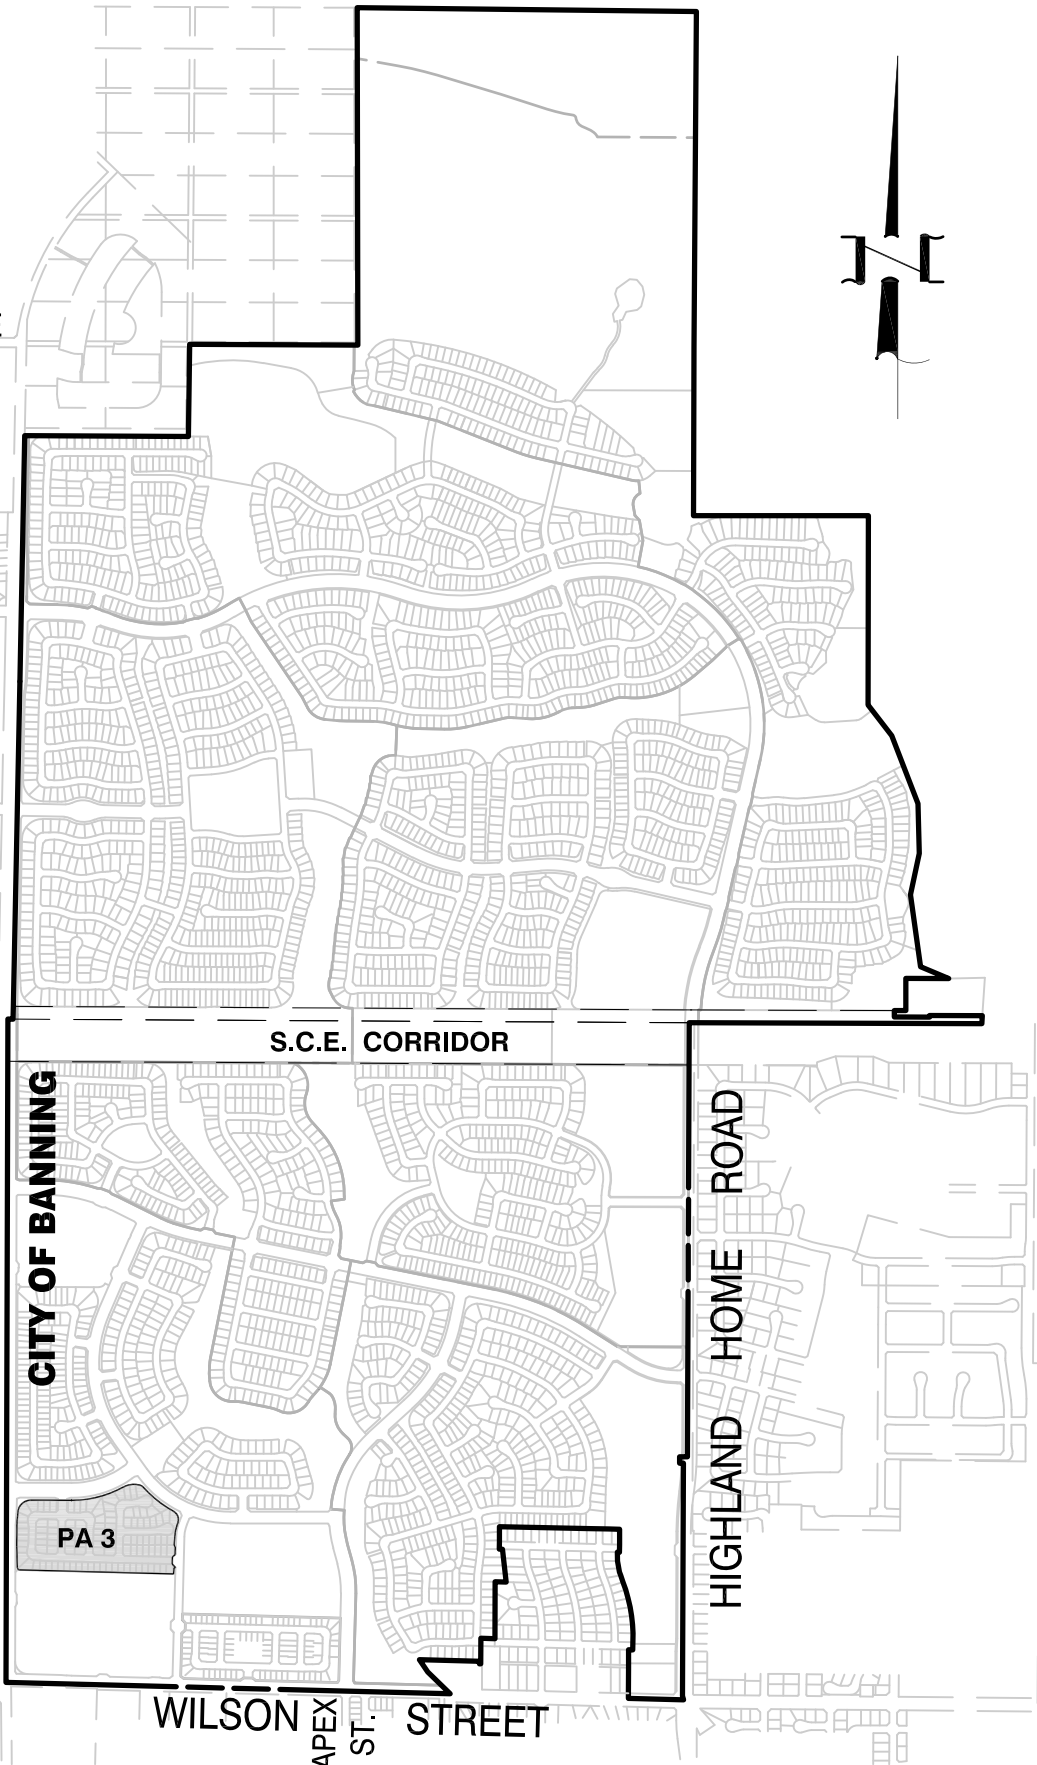 S.C.E. CORRIDOR
CITY OF BANNING
HIGHLAND HOME ROAD
PA 3
WILSON STREET
APEX
ST.